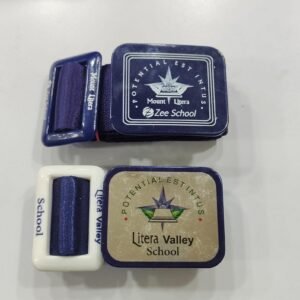 Mount Litera
POTENTIAL EST INTUS
Mount Litera
Zee School
Litera Valley
School
POTENTIAL EST INTUS
Litera Valley
School